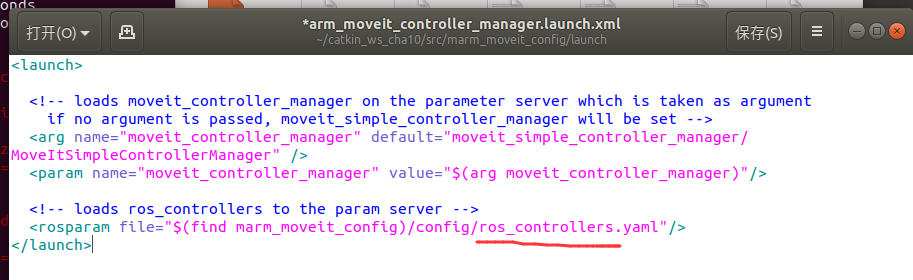 onds
打开(O)
*arm_moveit_controller_manager.launch.xml
~/catkin_ws_cha10/src/marm_moveit_config/launch
保存(S)
<launch>
<!-- loads moveit_controller_manager on the parameter server which is taken as argument
if no argument is passed, moveit_simple_controller_manager will be set -->
<arg name="moveit_controller_manager" default="moveit_simple_controller_manager/
MoveItSimpleControllerManager" />
<param name="moveit_controller_manager" value="$(arg moveit_controller_manager)"/>
<!-- loads ros_controllers to the param server -->
<rosparam file="$(find marm_moveit_config)/config/ros_controllers.yaml"/>
</launch>